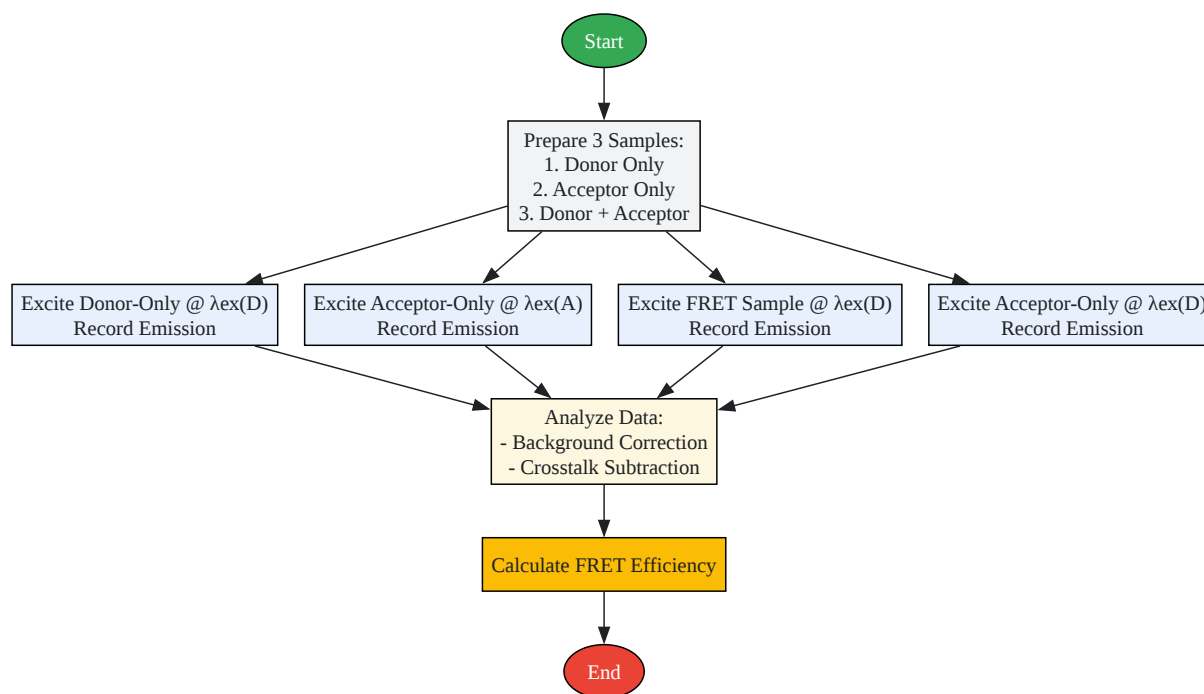 Start
Prepare 3 Samples:
1. Donor Only
2. Acceptor Only
3. Donor + Acceptor
Excite Donor-Only @ λex(D)
Record Emission
Excite Acceptor-Only @ λex(A)
Record Emission
Excite FRET Sample @ λex(D)
Record Emission
Excite Acceptor-Only @ λex(D)
Record Emission
Analyze Data:
- Background Correction
- Crosstalk Subtraction
Calculate FRET Efficiency
End